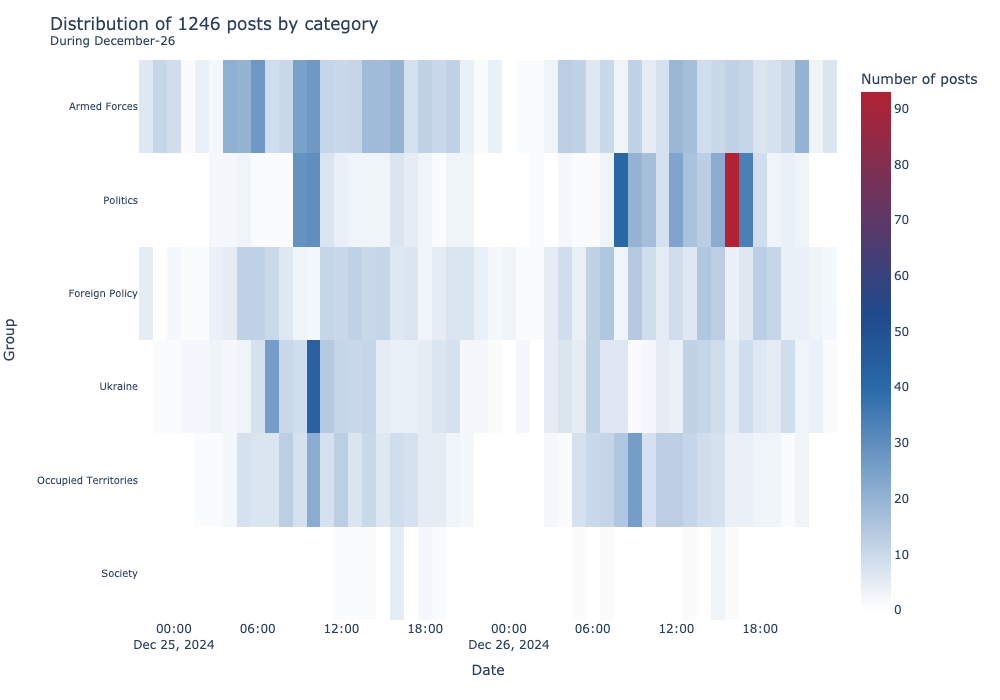 Distribution of 1246 posts by category
During December-26
Number of posts
90
80
70
60
50
40
30
20
10
0
Group
Armed Forces
Politics
Foreign Policy
Ukraine
Occupied Territories
Society
00:00 06:00 12:00 18:00 00:00 06:00 12:00 18:00
Dec 25, 2024 Dec 26, 2024
Date